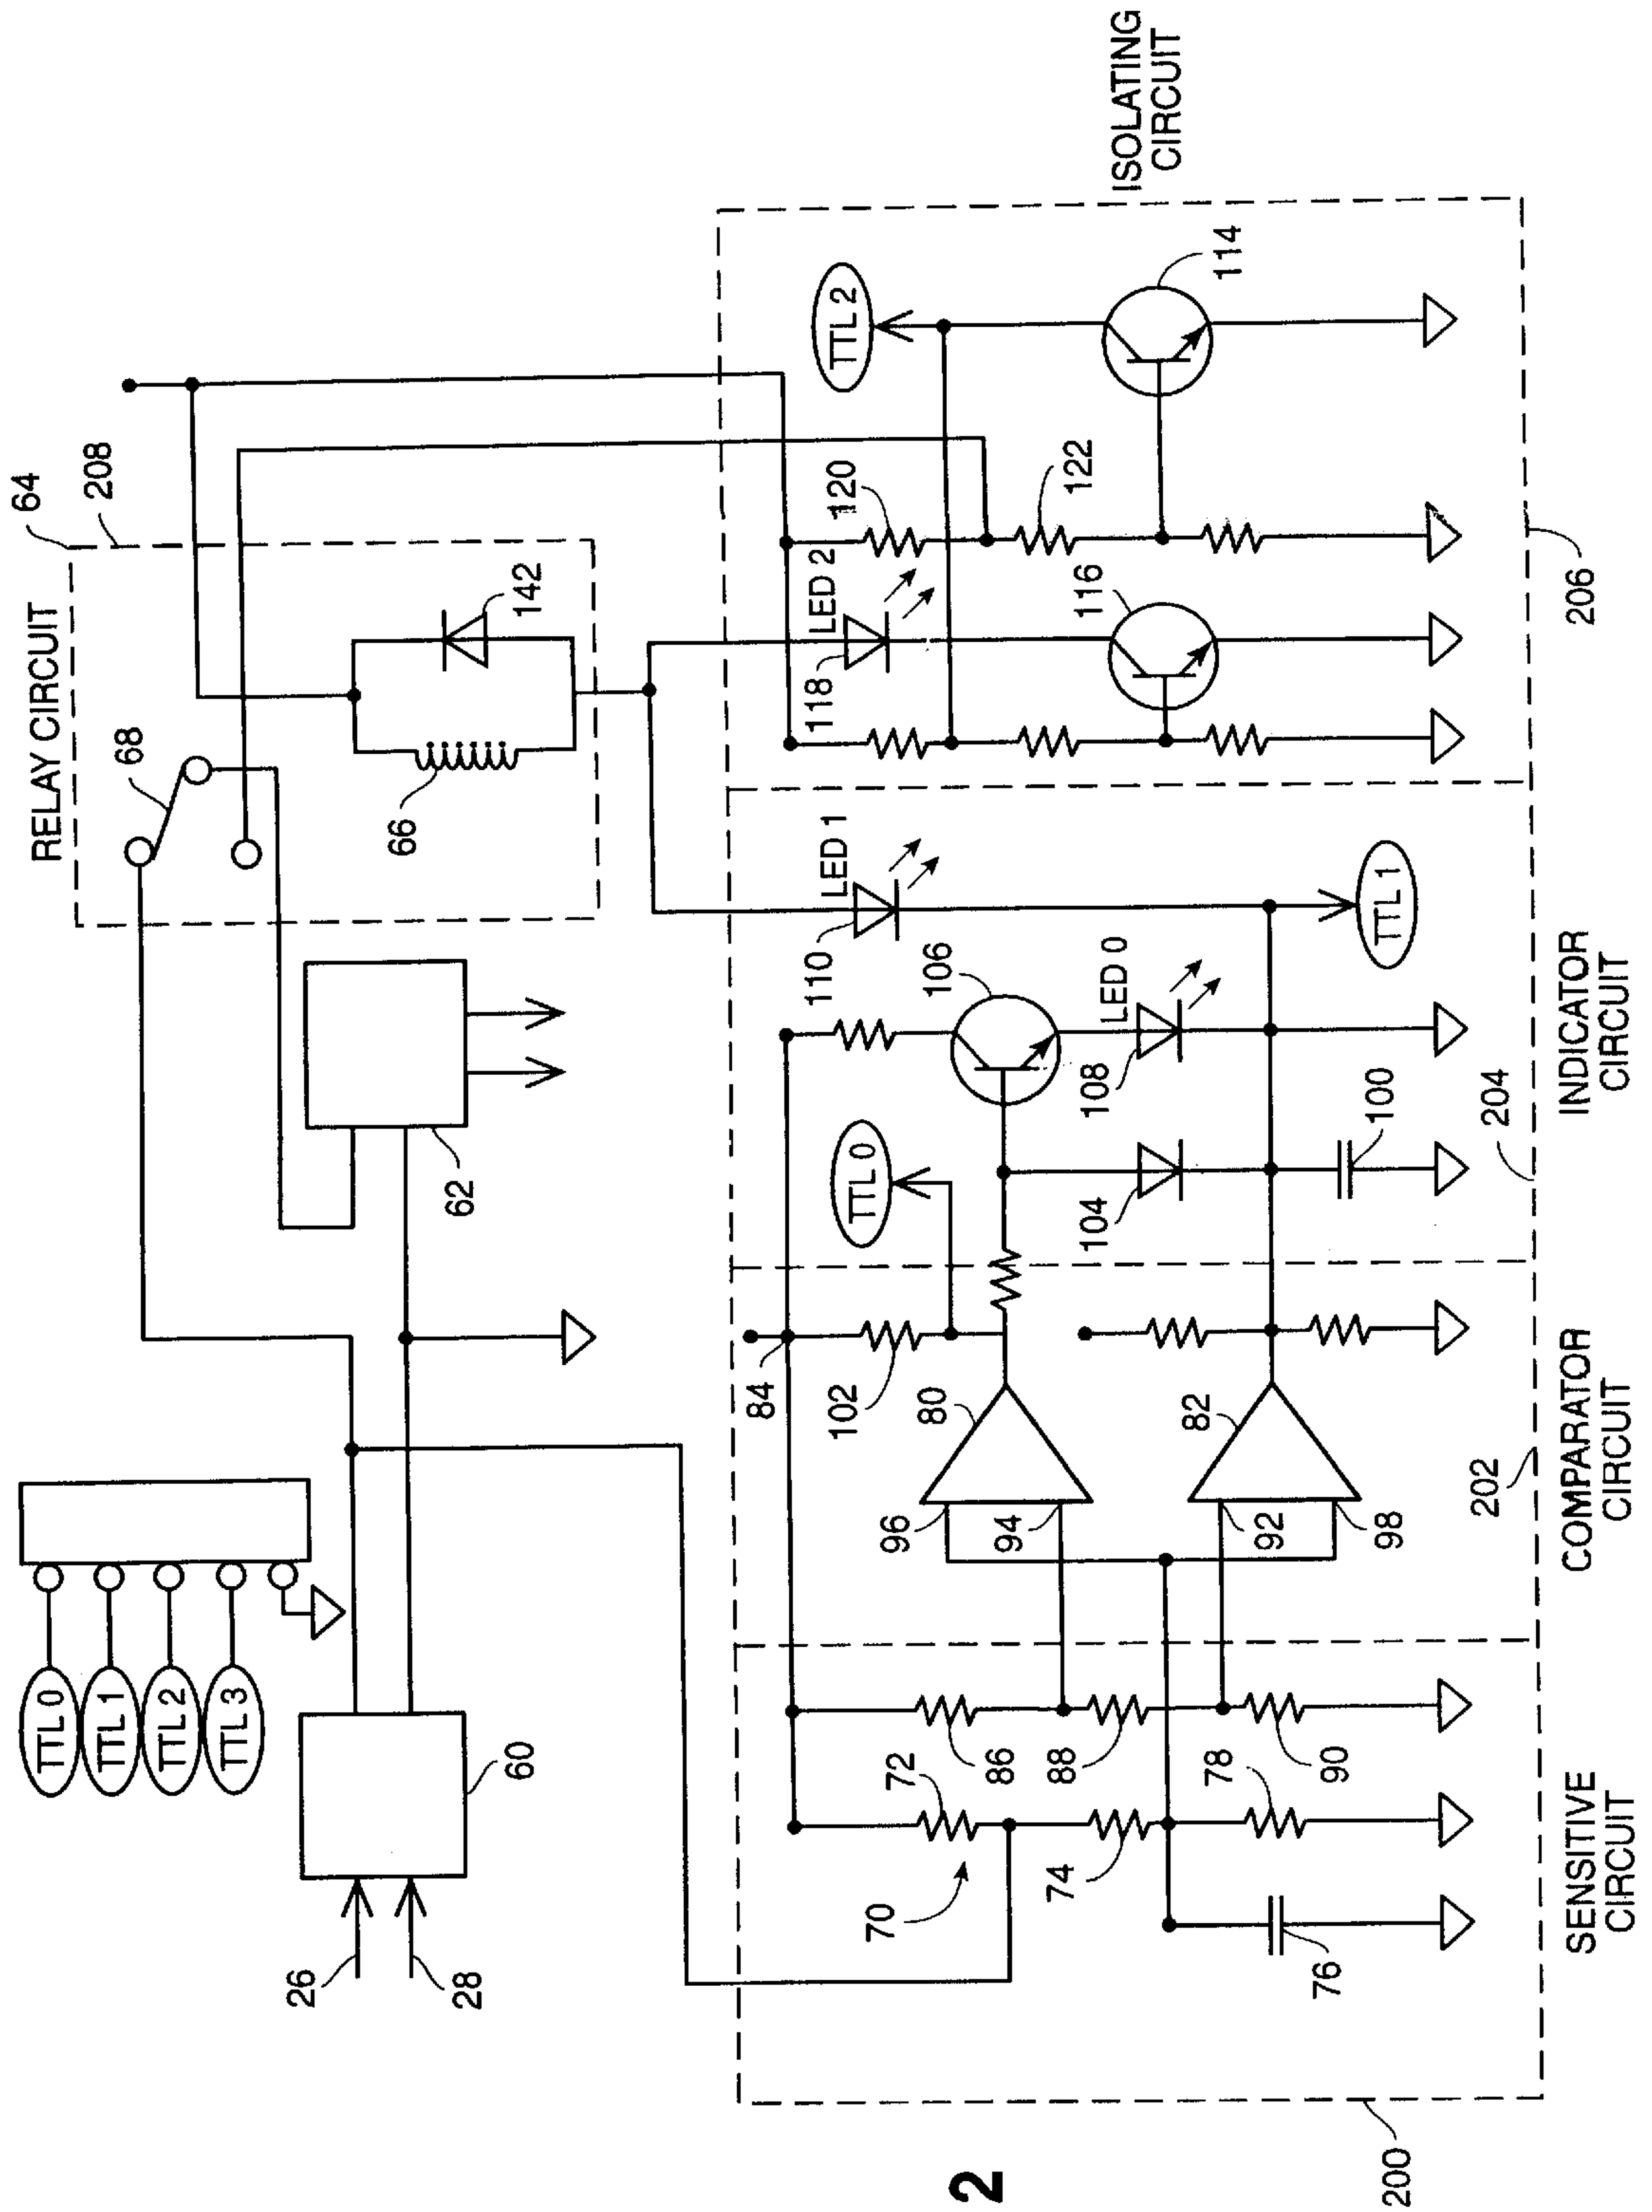 TTL 0
TTL 1
TTL 2
TTL 3
26
28
60
62
RELAY CIRCUIT
64
208
68
66
142
SENSITIVE
CIRCUIT
200
70
72
74
76
78
86
88
90
COMPARATOR
CIRCUIT
202
84
102
80
82
96
94
92
98
INDICATOR
CIRCUIT
204
TTL 0
104
106
108
LED 0
100
110
LED 1
TTL 1
ISOLATING
CIRCUIT
206
118
LED 2
116
120
122
TTL 2
114
2